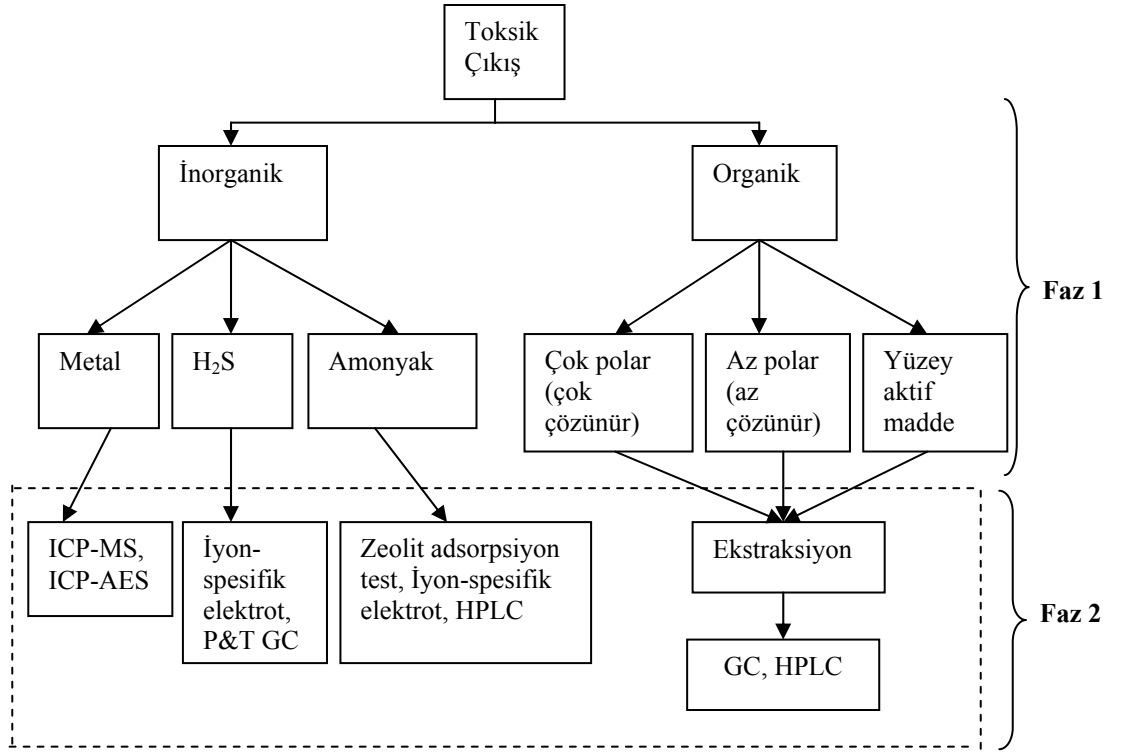 Toksik
Çıkış
İnorganik
Organik
Faz 1
Metal
H₂S
Amonyak
Çok polar
(çok
çözünür)
Az polar
(az
çözünür)
Yüzey
aktif
madde
ICP-MS,
ICP-AES
İyon-
spesifik
elektrot,
P&T GC
Zeolit adsorpsiyon
test, İyon-spesifik
elektrot, HPLC
Ekstraksiyon
Faz 2
GC, HPLC